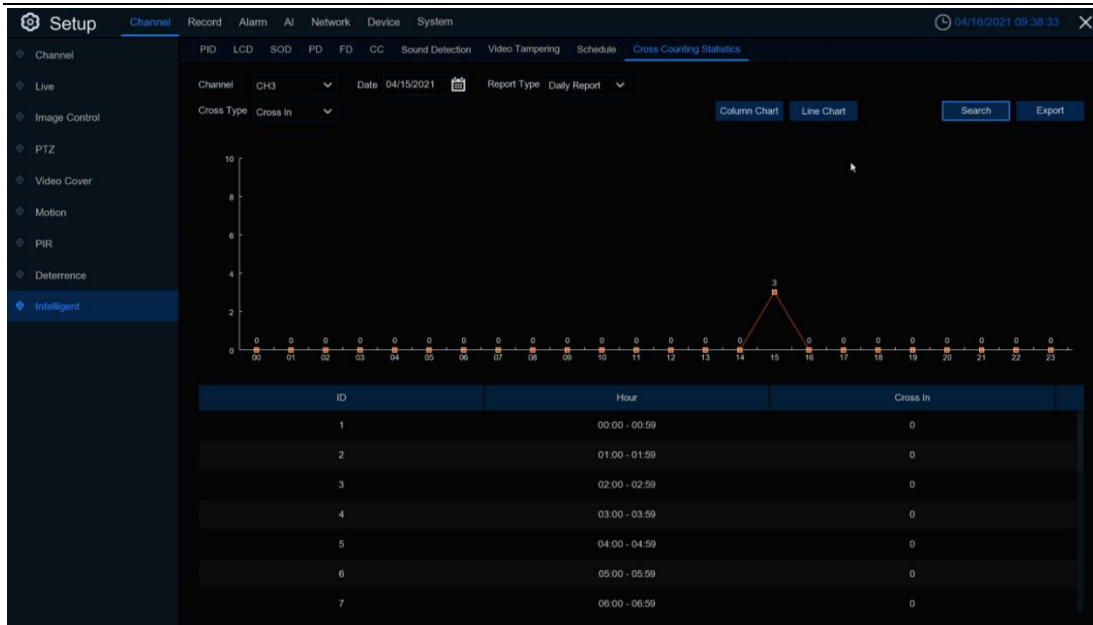 Setup Channel Record Alarm AI Network Device System 04/16/2021 09:38:33
PID LCD SOD PD FD CC Sound Detection Video Tampering Schedule Cross Counting Statistics
Channel
Live
Image Control
PTZ
Video Cover
Motion
PIR
Deterrence
Intelligent
Channel CH3 Date 04/15/2021 Report Type Daily Report
Cross Type Cross In Column Chart Line Chart Search Export
10
8
6
4
2
0
3
0 0 0 0 0 0 0 0 0 0 0 0 0 0 0 0 0 0 0 0 0 0 0
00 01 02 03 04 05 06 07 08 09 10 11 12 13 14 15 16 17 18 19 20 21 22 23
ID Hour Cross In
1 00:00 - 00:59 0
2 01:00 - 01:59 0
3 02:00 - 02:59 0
4 03:00 - 03:59 0
5 04:00 - 04:59 0
6 05:00 - 05:59 0
7 06:00 - 06:59 0